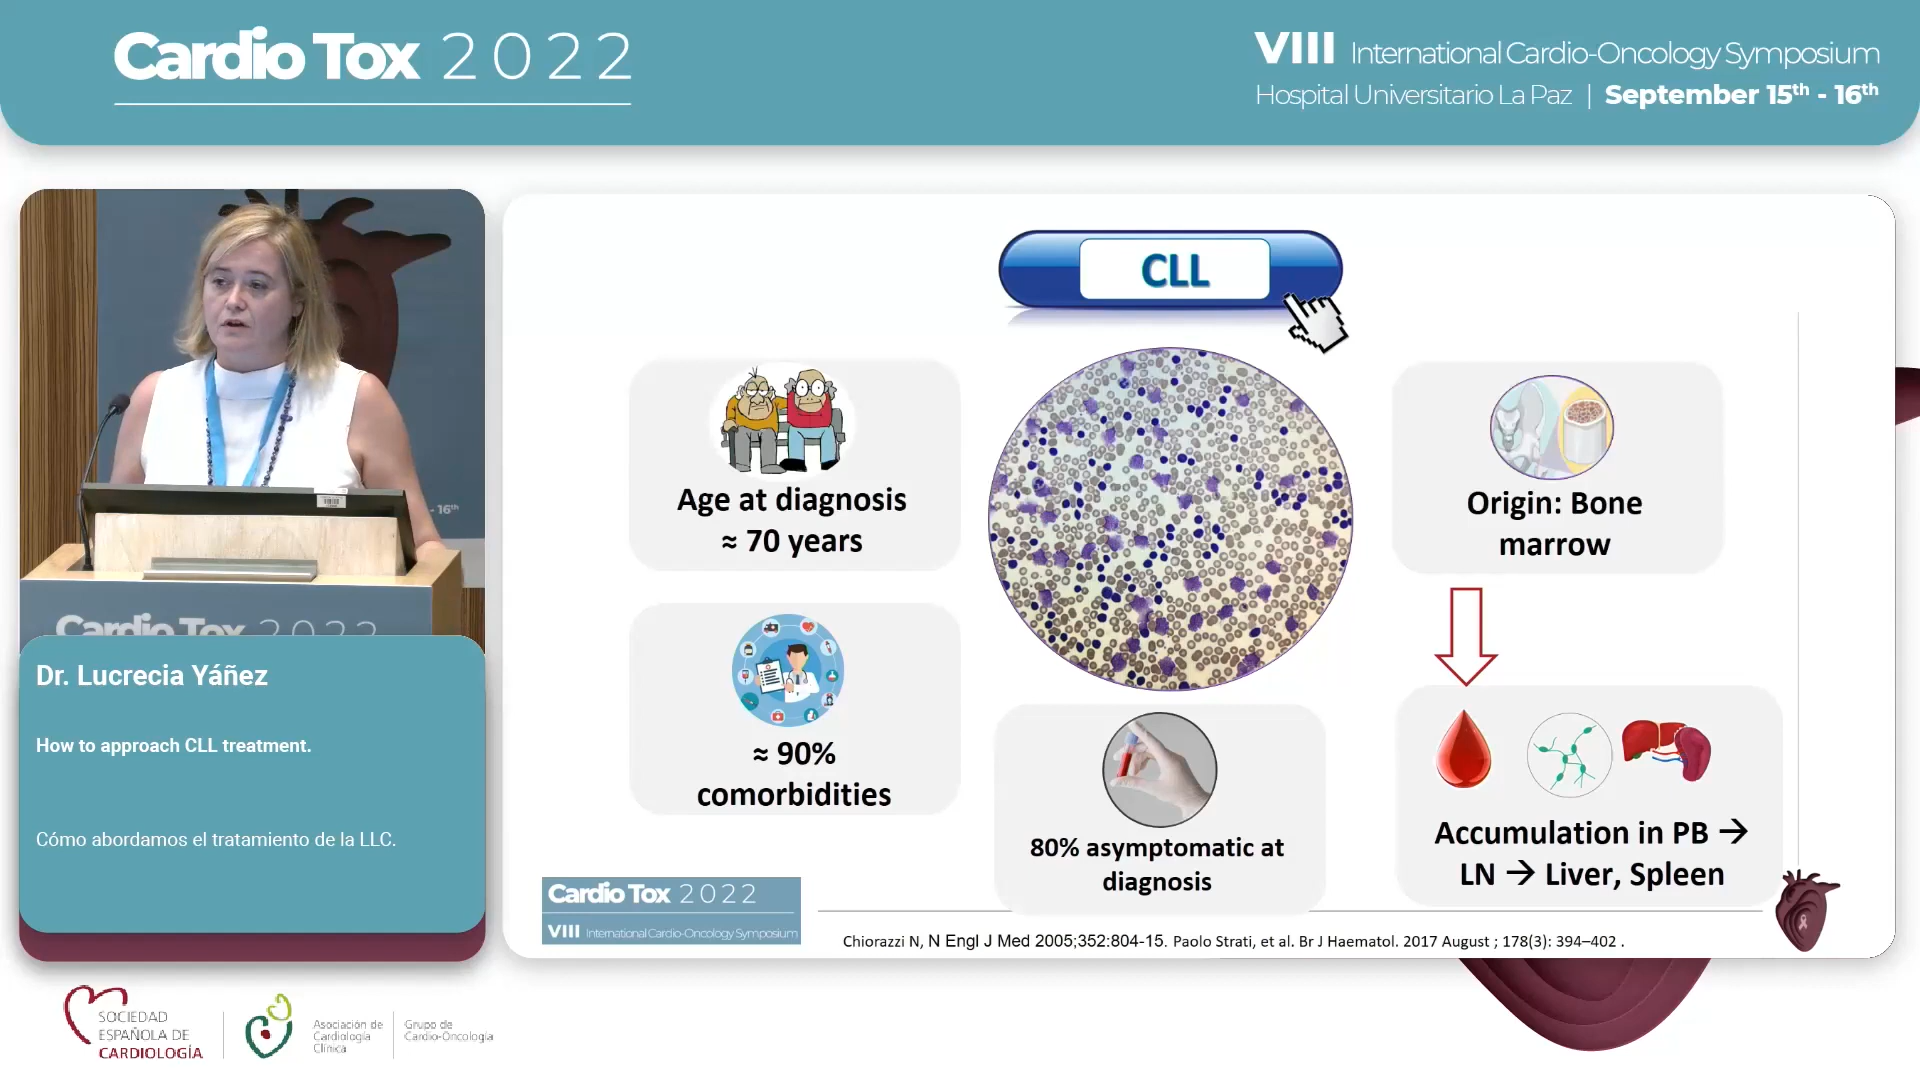 Cardio Tox 2022
VIII International Cardio-Oncology Symposium
Hospital Universitario La Paz | September 15th - 16th
- 16th
Cardio Tox 2022
Dr. Lucrecia Yáñez
How to approach CLL treatment.
Cómo abordamos el tratamiento de la LLC.
CLL
Age at diagnosis
≈ 70 years
≈ 90%
comorbidities
80% asymptomatic at
diagnosis
Origin: Bone
marrow
Accumulation in PB →
LN → Liver, Spleen
Cardio Tox 2022
VIII International Cardio-Oncology Symposium
Chiorazzi N, N Engl J Med 2005;352:804-15. Paolo Strati, et al. Br J Haematol. 2017 August ; 178(3): 394–402 .
SOCIEDAD
ESPAÑOLA DE
CARDIOLOGÍA
Asociación de
Cardiología
Clínica
Grupo de
Cardio-Oncología